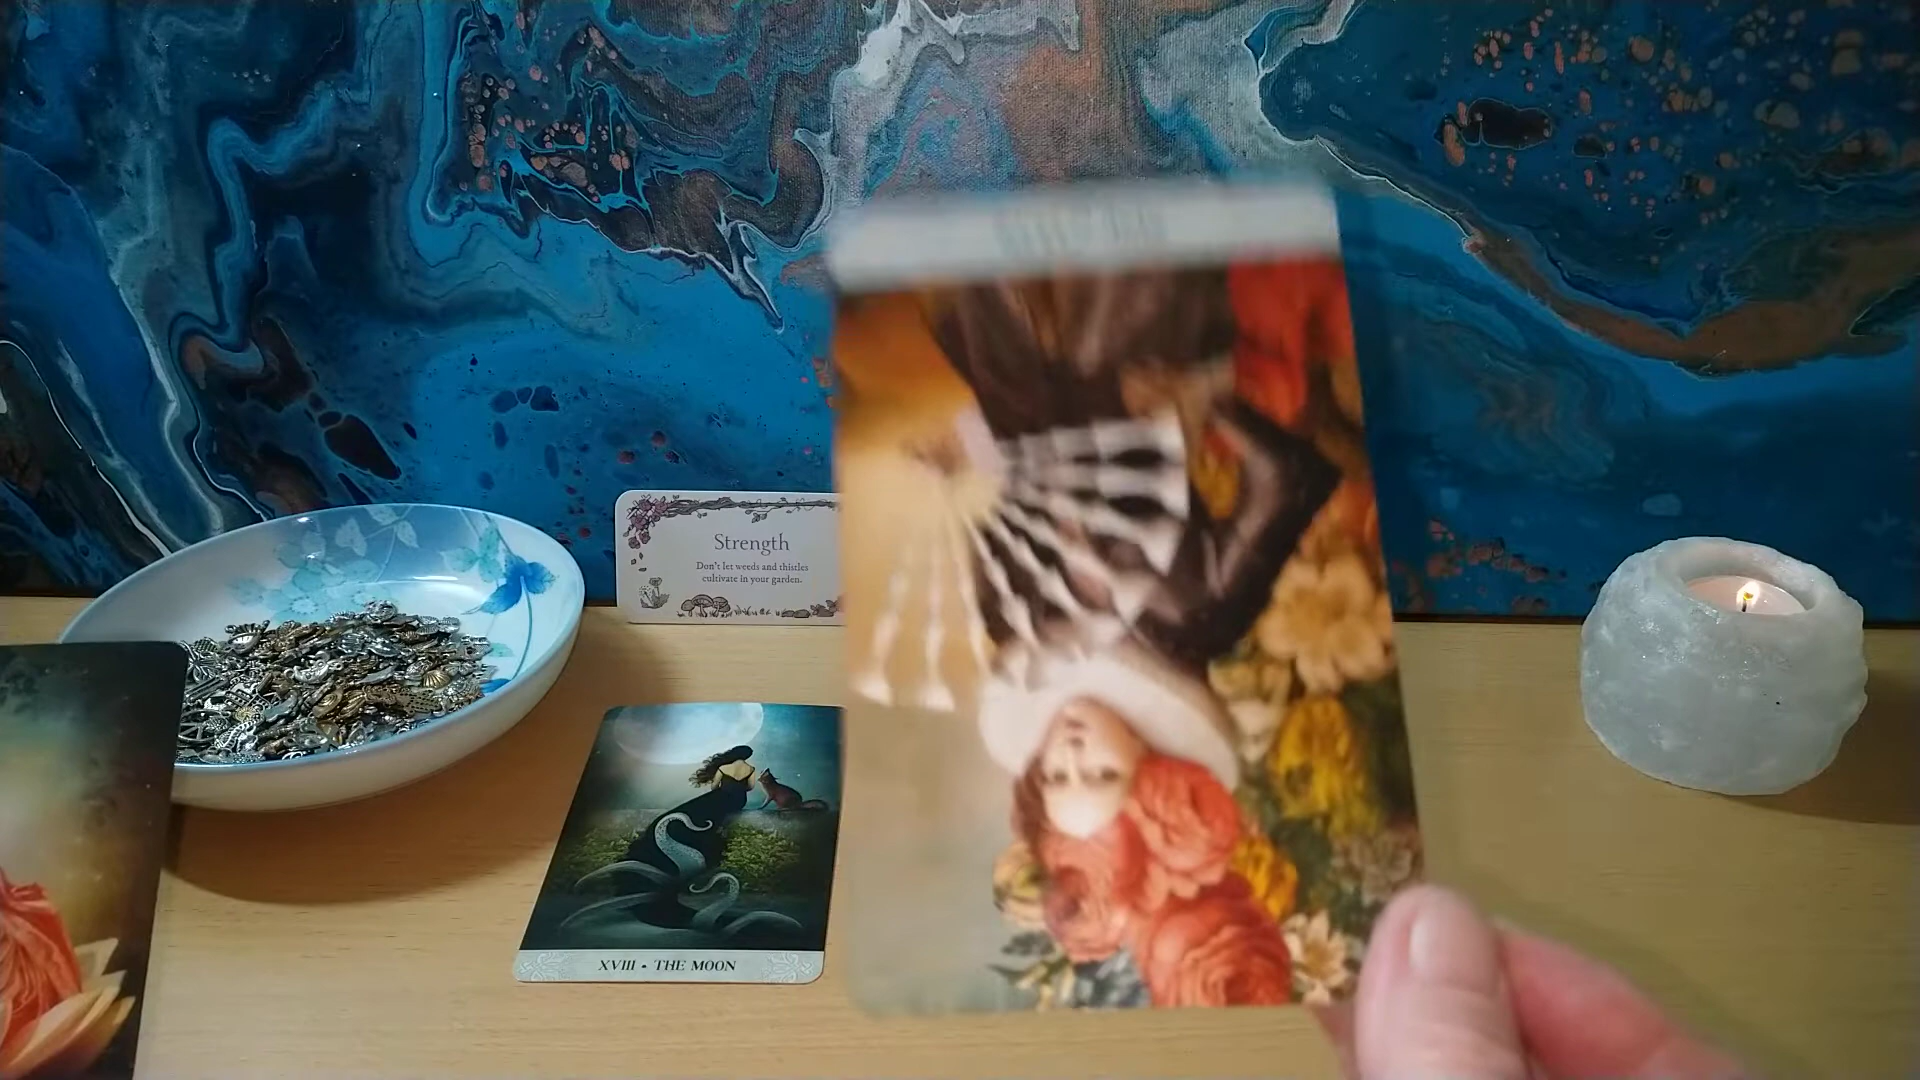 Strength
Don't let weeds and thistles
cultivate in your garden.
XVIII • THE MOON